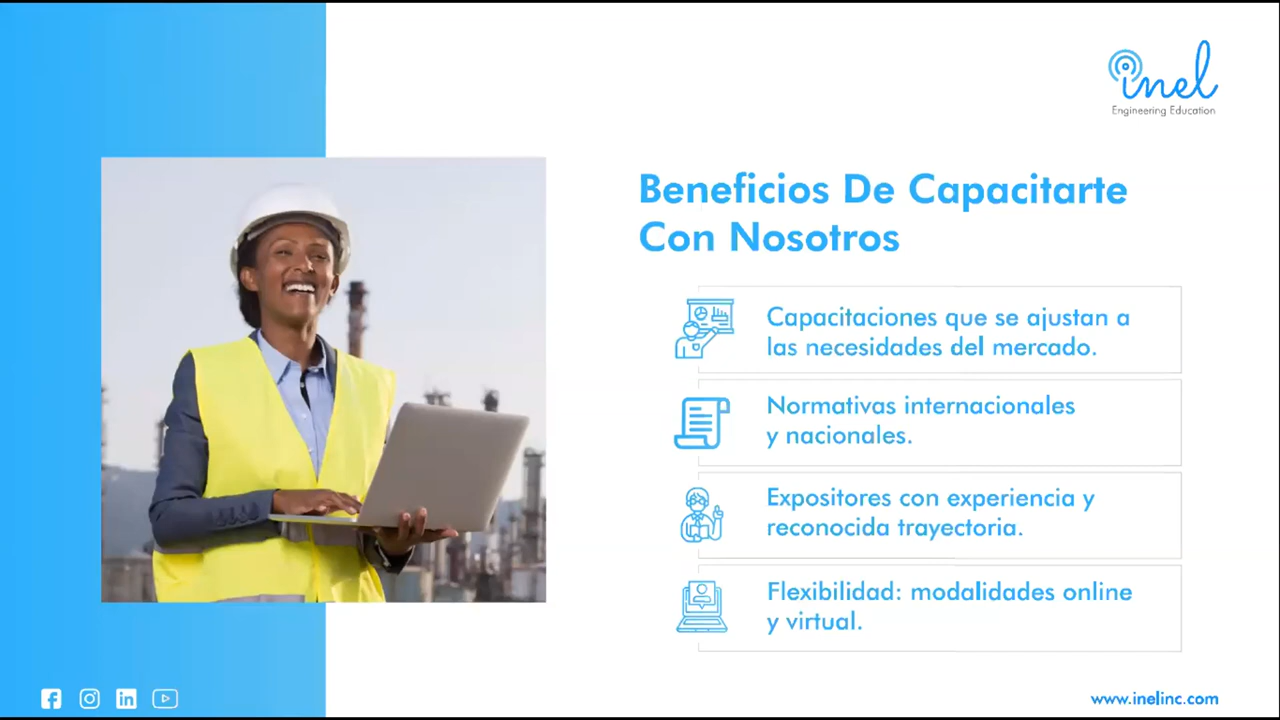 inel
Engineering Education
Beneficios De Capacitarte
Con Nosotros
Capacitaciones que se ajustan a
las necesidades del mercado.
Normativas internacionales
y nacionales.
Expositores con experiencia y
reconocida trayectoria.
Flexibilidad: modalidades online
y virtual.
www.inelinc.com